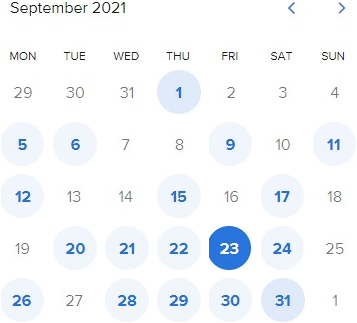 September 2021
MON TUE WED THU FRI SAT SUN
29 30 31 1 2 3 4
5 6 7 8 9 10 11
12 13 14 15 16 17 18
19 20 21 22 23 24 25
26 27 28 29 30 31 1